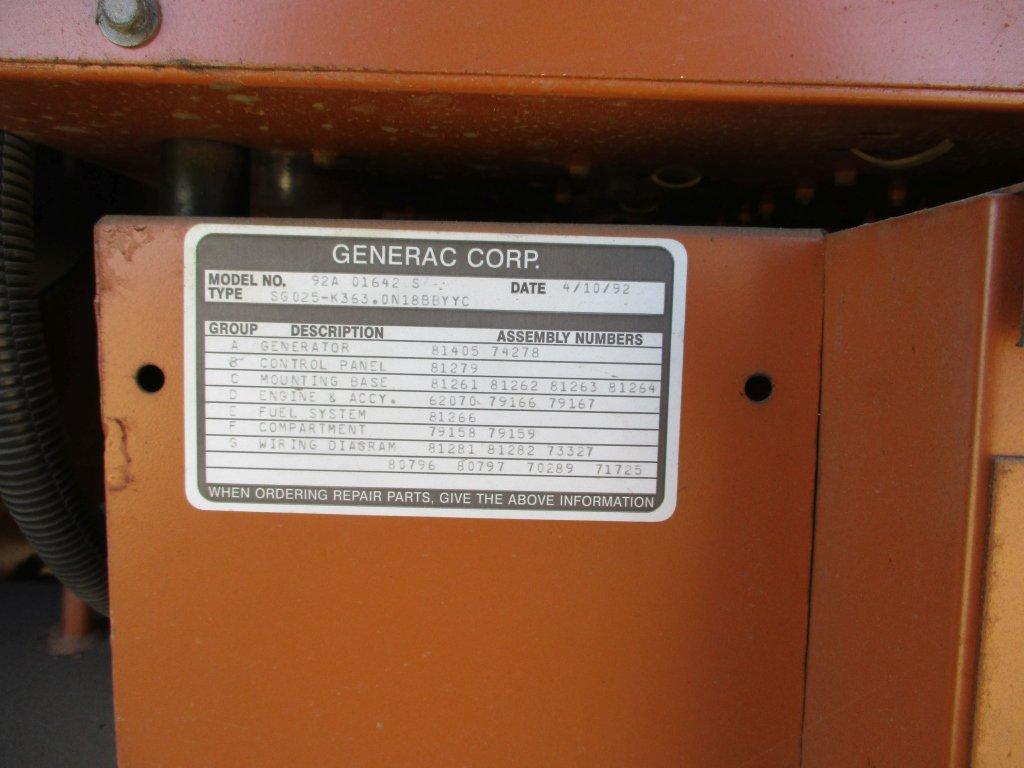 GENERAC CORP.
MODEL NO. 92A 01642 S DATE 4/10/92
TYPE SG025-K363.0N18BBYYC
GROUP DESCRIPTION ASSEMBLY NUMBERS
A GENERATOR 81405 74278
B CONTROL PANEL 81279
C MOUNTING BASE 81261 81262 81263 81264
D ENGINE & ACCY. 62070 79166 79167
E FUEL SYSTEM 81266
F COMPARTMENT 79158 79159
G WIRING DIAGRAM 81281 81282 73327
80796 80797 70289 71725
WHEN ORDERING REPAIR PARTS, GIVE THE ABOVE INFORMATION